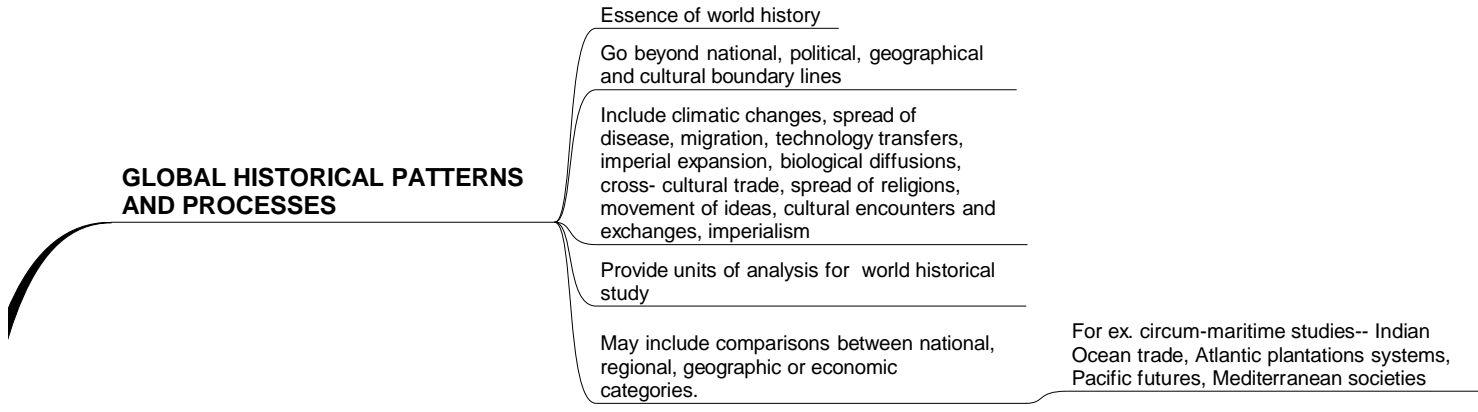 GLOBAL HISTORICAL PATTERNS
AND PROCESSES
Essence of world history
Go beyond national, political, geographical
and cultural boundary lines
Include climatic changes, spread of
disease, migration, technology transfers,
imperial expansion, biological diffusions,
cross- cultural trade, spread of religions,
movement of ideas, cultural encounters and
exchanges, imperialism
Provide units of analysis for  world historical
study
May include comparisons between national,
regional, geographic or economic
categories.
For ex. circum-maritime studies-- Indian
Ocean trade, Atlantic plantations systems,
Pacific futures, Mediterranean societies